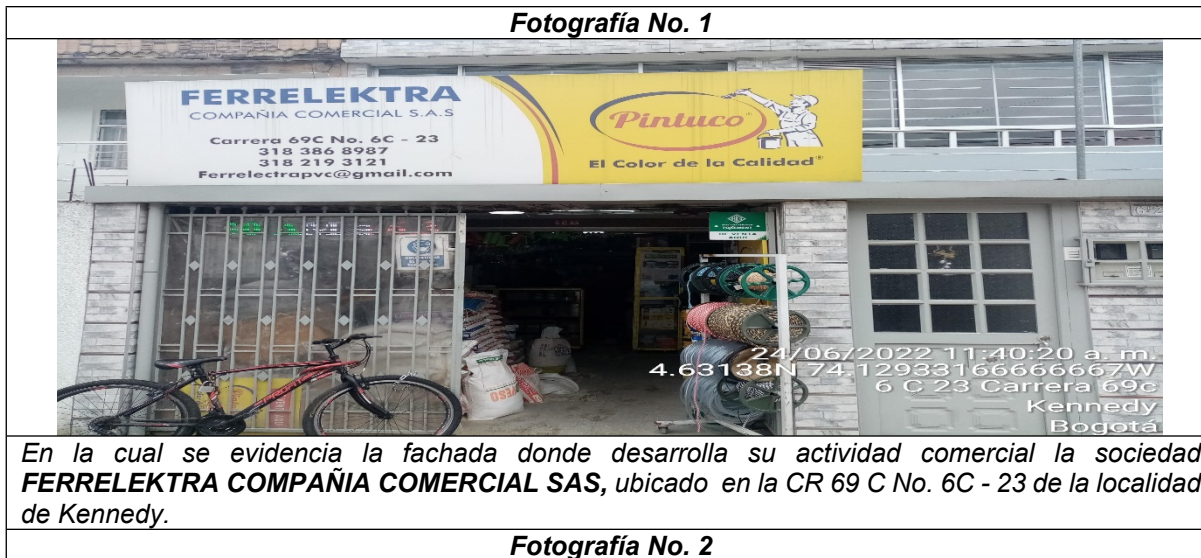 Fotografía No. 1
FERRELEKTRA
COMPAÑIA COMERCIAL S.A.S
Carrera 69C No. 6C - 23
318 386 8987
318 219 3121
Ferrelectrapvc@gmail.com
Pintuco®
El Color de la Calidad®
24/06/2022 11:40:20 a. m.
4.63138N 74.12933166666667W
6 C 23 Carrera 69c
Kennedy
Bogotá
En la cual se evidencia la fachada donde desarrolla su actividad comercial la sociedad
FERRELEKTRA COMPAÑIA COMERCIAL SAS, ubicado en la CR 69 C No. 6C - 23 de la localidad
de Kennedy.
Fotografía No. 2